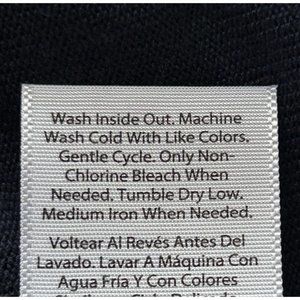 Wash Inside Out. Machine
Wash Cold With Like Colors.
Gentle Cycle. Only Non-
Chlorine Bleach When
Needed. Tumble Dry Low.
Medium Iron When Needed.
Voltear Al Revés Antes Del
Lavado. Lavar A Máquina Con
Agua Fría Y Con Colores